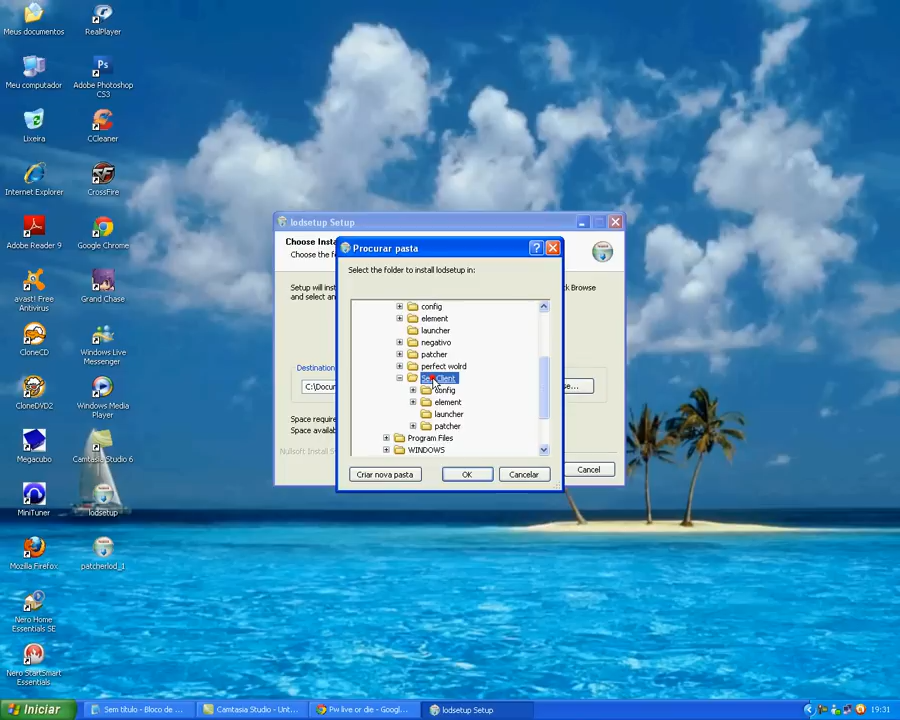 Meus documentos
RealPlayer
Meu computador
Adobe Photoshop
CS3
Lixeira
CCleaner
Internet Explorer
CrossFire
Adobe Reader 9
Google Chrome
avast! Free
Antivirus
Grand Chase
CloneCD
Windows Live
Messenger
CloneDVD2
Windows Media
Player
Megacubo
Camtasia Studio 6
MiniTuner
lodsetup
Mozilla Firefox
patcherlod_1
Nero Home
Essentials SE
Nero StartSmart
Essentials
lodsetup Setup
Choose Insta
Choose the f
Setup will inst
and select an
ck Browse
Destination
C:\Docum
se...
Space require
Space availab
Nullsoft Install S
Cancel
Procurar pasta
Select the folder to install lodsetup in:
config
element
launcher
negativo
patcher
perfect wolrd
Client
config
element
launcher
patcher
Program Files
WINDOWS
Criar nova pasta
OK
Cancelar
Iniciar
Sem título - Bloco de ...
Camtasia Studio - Unt...
Pw live or die - Googl...
lodsetup Setup
19:31